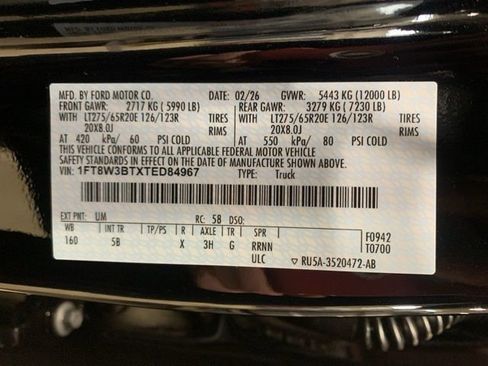 MFD. BY FORD MOTOR CO. 02/26 GVWR: 5443 KG (12000 LB)
FRONT GAWR: 2717 KG (5990 LB) REAR GAWR: 3279 KG (7230 LB)
WITH LT275/65R20E 126/123R TIRES WITH LT275/65R20E 126/123R TIRES
20X8.0J RIMS 20X8.0J RIMS
AT 420 kPa/ 60 PSI COLD AT 550 kPa/ 80 PSI COLD
THIS VEHICLE CONFORMS TO ALL APPLICABLE FEDERAL MOTOR VEHICLE
SAFETY STANDARDS IN EFFECT ON THE DATE OF MANUFACTURE SHOWN ABOVE.
VIN: 1FT8W3BTXTED84967 TYPE: Truck
EXT PNT: UM RC: 58 DSO:
WB INT TR TP/PS R AXLE TR SPR F0942
160 5B X 3H G RRNN T0700
ULC RU5A-3520472-AB